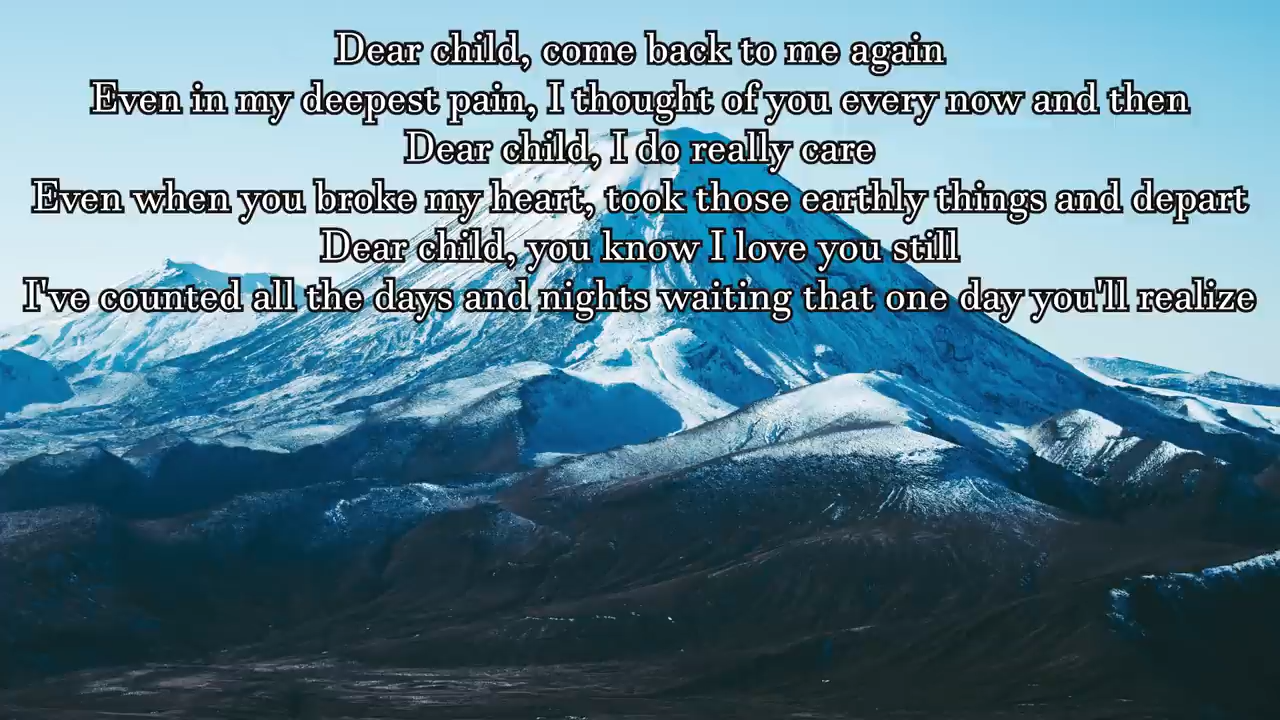 Dear child, come back to me again
Even in my deepest pain, I thought of you every now and then
Dear child, I do really care
Even when you broke my heart, took those earthly things and depart
Dear child, you know I love you still
I've counted all the days and nights waiting that one day you'll realize